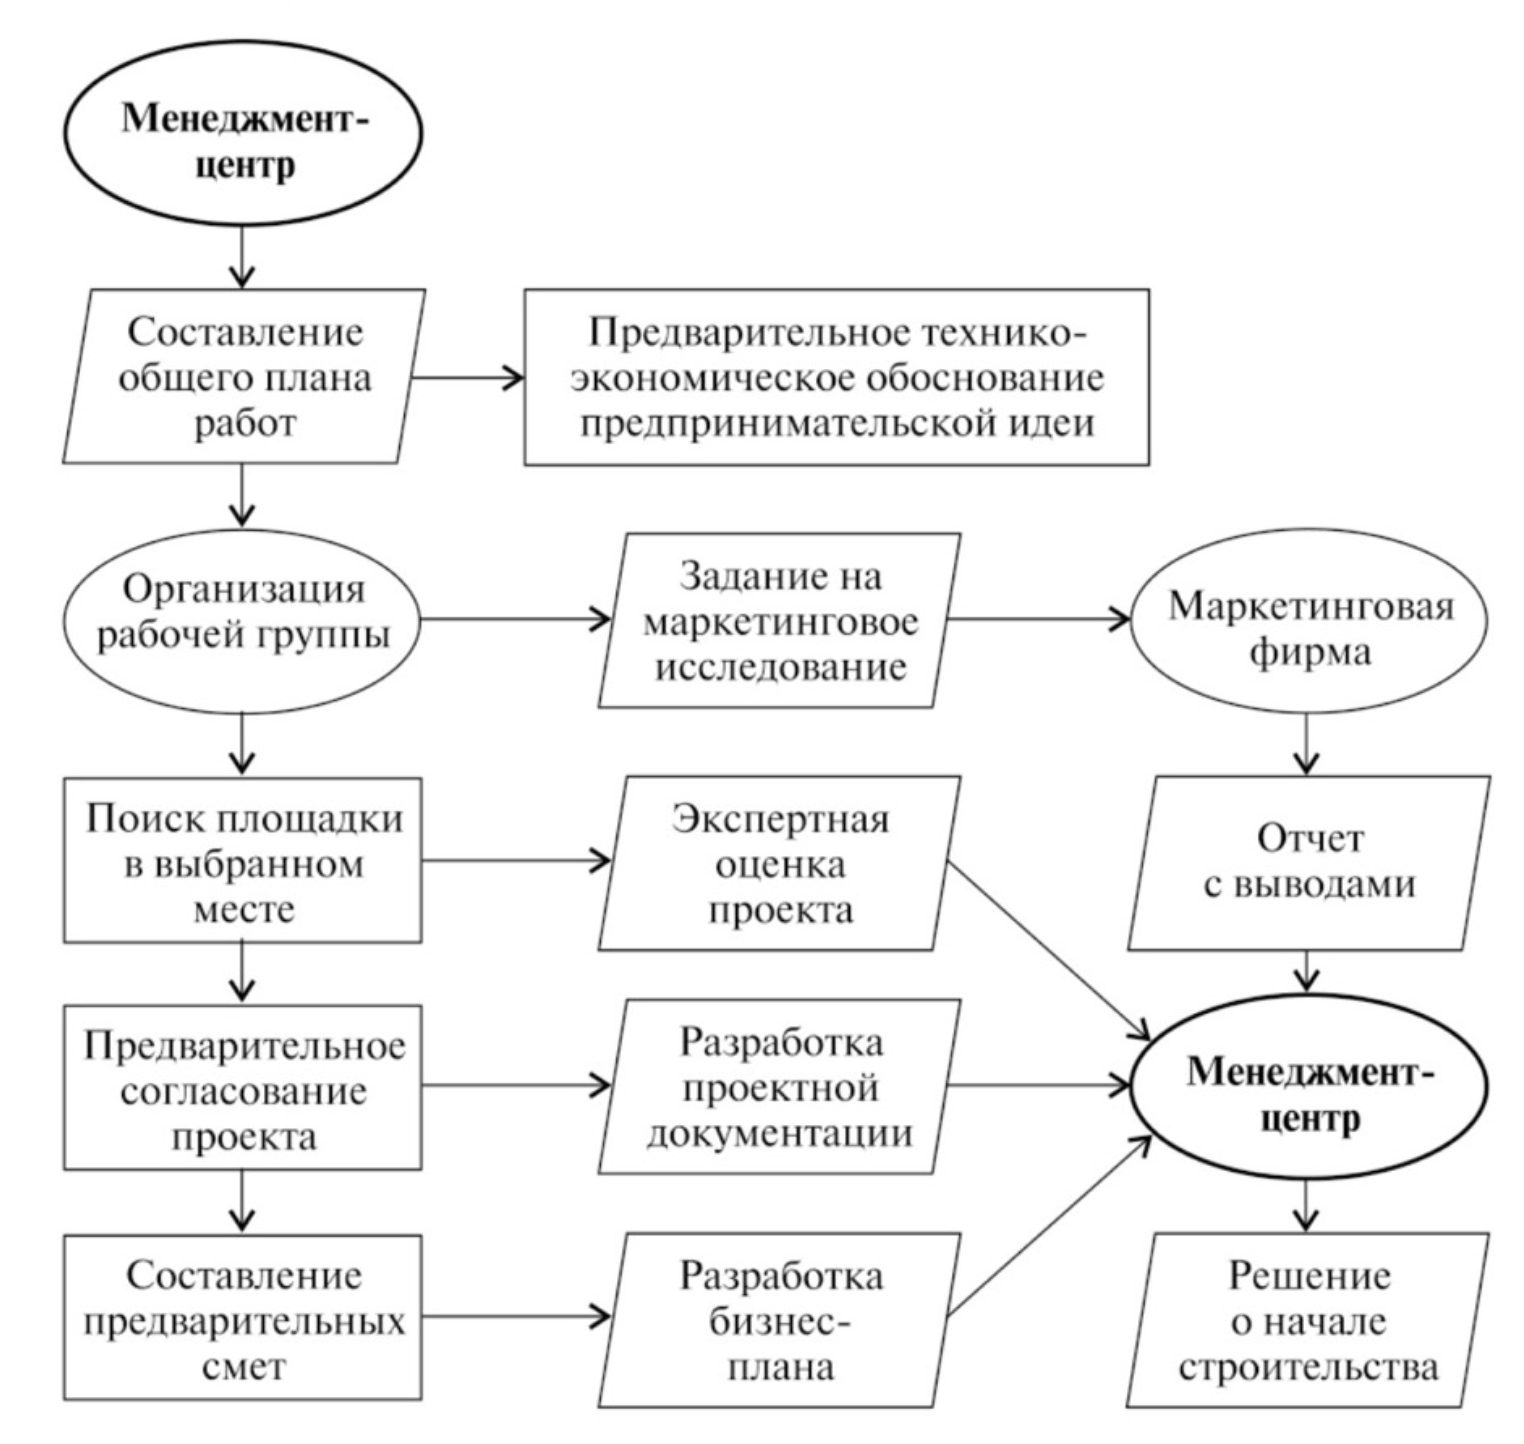 Менеджмент-
центр
Составление
общего плана
работ
Предварительное технико-
экономическое обоснование
предпринимательской идеи
Организация
рабочей группы
Задание на
маркетинговое
исследование
Маркетинговая
фирма
Поиск площадки
в выбранном
месте
Экспертная
оценка
проекта
Отчет
с выводами
Предварительное
согласование
проекта
Разработка
проектной
документации
Менеджмент-
центр
Составление
предварительных
смет
Разработка
бизнес-
плана
Решение
о начале
строительства